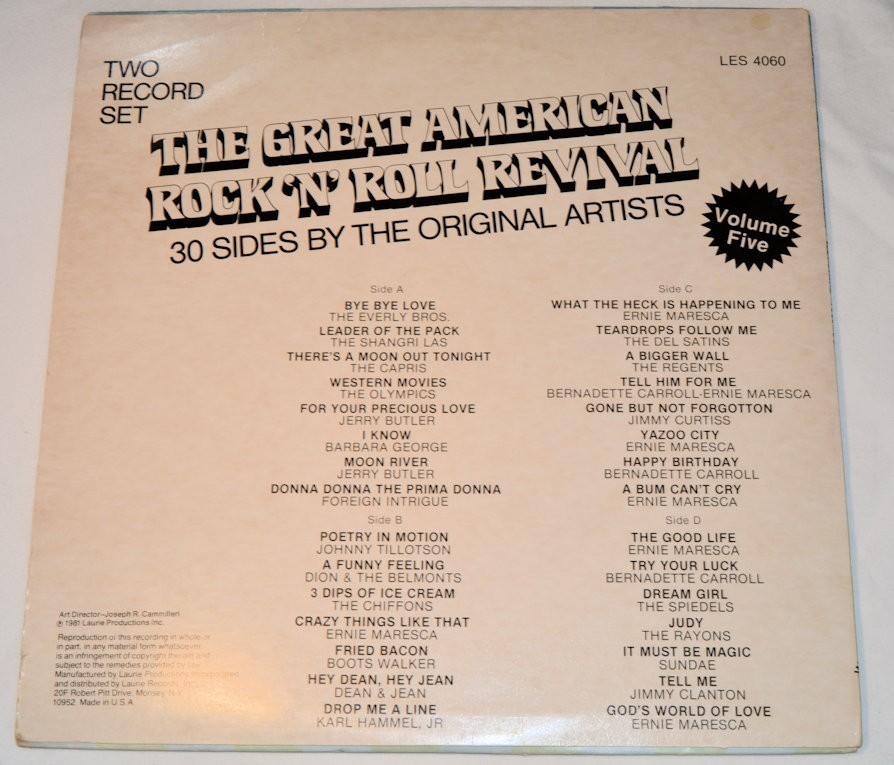 TWO
RECORD
SET
LES 4060
THE GREAT AMERICAN
ROCK 'N' ROLL REVIVAL
30 SIDES BY THE ORIGINAL ARTISTS
Volume
Five
Side A
BYE BYE LOVE
THE EVERLY BROS.
LEADER OF THE PACK
THE SHANGRI LAS
THERE'S A MOON OUT TONIGHT
THE CAPRIS
WESTERN MOVIES
THE OLYMPICS
FOR YOUR PRECIOUS LOVE
JERRY BUTLER
I KNOW
BARBARA GEORGE
MOON RIVER
JERRY BUTLER
DONNA DONNA THE PRIMA DONNA
FOREIGN INTRIGUE
Side B
POETRY IN MOTION
JOHNNY TILLOTSON
A FUNNY FEELING
DION & THE BELMONTS
3 DIPS OF ICE CREAM
THE CHIFFONS
CRAZY THINGS LIKE THAT
ERNIE MARESCA
FRIED BACON
BOOTS WALKER
HEY DEAN, HEY JEAN
DEAN & JEAN
DROP ME A LINE
KARL HAMMEL, JR
Side C
WHAT THE HECK IS HAPPENING TO ME
ERNIE MARESCA
TEARDROPS FOLLOW ME
THE DEL SATINS
A BIGGER WALL
THE REGENTS
TELL HIM FOR ME
BERNADETTE CARROLL-ERNIE MARESCA
GONE BUT NOT FORGOTTON
JIMMY CURTISS
YAZOO CITY
ERNIE MARESCA
HAPPY BIRTHDAY
BERNADETTE CARROLL
A BUM CAN'T CRY
ERNIE MARESCA
Side D
THE GOOD LIFE
ERNIE MARESCA
TRY YOUR LUCK
BERNADETTE CARROLL
DREAM GIRL
THE SPIEDELS
JUDY
THE RAYONS
IT MUST BE MAGIC
SUNDAE
TELL ME
JIMMY CLANTON
GOD'S WORLD OF LOVE
ERNIE MARESCA
Art Director—Joseph R. Cammilleri
℗ 1981 Laurie Productions Inc.
Reproduction of this recording in whole or
in part, in any material form whatsoever
is an infringement of copyright therein and
subject to the remedies provided by law
Manufactured by Laurie Productions Incorporated
and distributed by Laurie Records, Inc.
20F Robert Pitt Drive, Monsey, N.Y.
10952. Made in U.S.A.